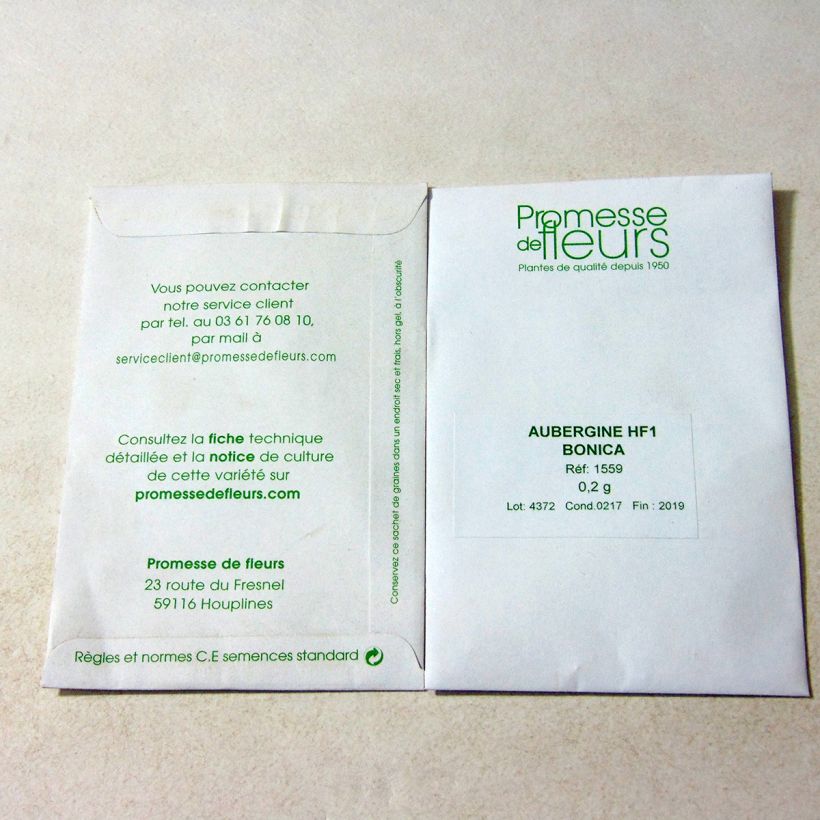 Vous pouvez contacter
notre service client
par tel. au 03 61 76 08 10,
par mail à
serviceclient@promessedefleurs.com
Consultez la fiche technique
détaillée et la notice de culture
de cette variété sur
promessedefleurs.com
Promesse de fleurs
23 route du Fresnel
59116 Houplines
Règles et normes C.E semences standard
Conservez ce sachet de graines dans un endroit sec et frais, hors gel, à l'obscurité
Promesse
de fleurs
Plantes de qualité depuis 1950
AUBERGINE HF1
BONICA
Réf: 1559
0,2 g
Lot: 4372 Cond.0217 Fin : 2019